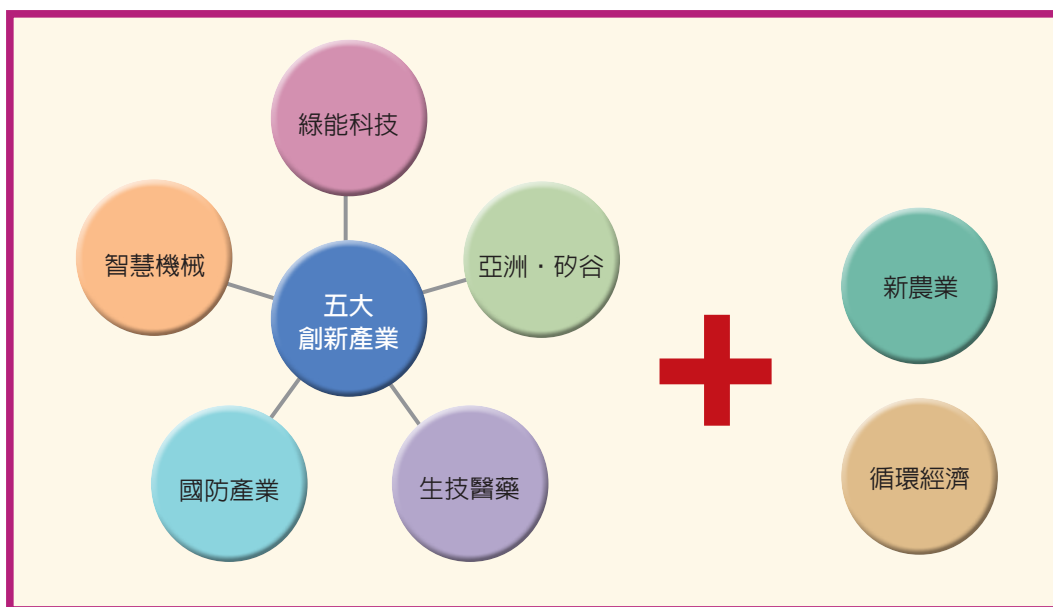 綠能科技
智慧機械
亞洲．矽谷
五大
創新產業
國防產業
生技醫藥
新農業
循環經濟